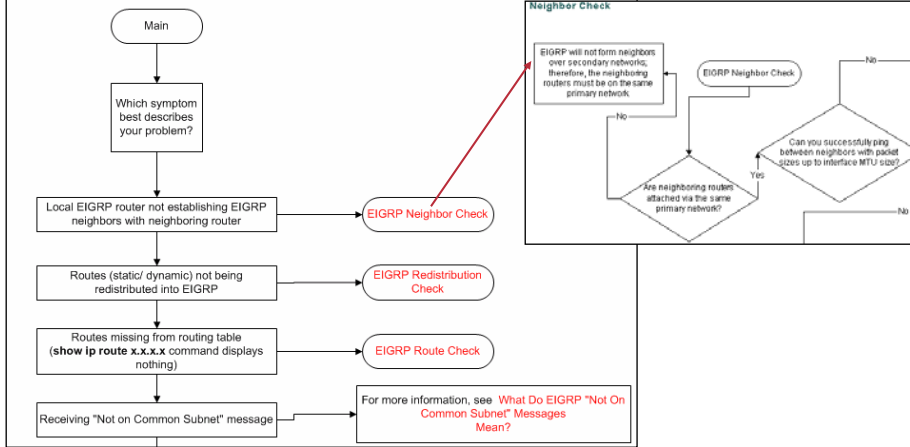 Main
Which symptom
best describes
your problem?
Local EIGRP router not establishing EIGRP
neighbors with neighboring router
EIGRP Neighbor Check
Routes (static/ dynamic) not being
redistributed into EIGRP
EIGRP Redistribution
Check
Routes missing from routing table
(show ip route x.x.x.x command displays
nothing)
EIGRP Route Check
Receiving "Not on Common Subnet" message
For more information, see What Do EIGRP "Not On
Common Subnet" Messages
Mean?
Neighbor Check
EIGRP will not form neighbors
over secondary networks;
therefore, the neighboring
routers must be on the same
primary network
EIGRP Neighbor Check
No
No
Can you successfully ping
between neighbors with packet
sizes up to interface MTU size?
Yes
Are neighboring routers
attached via the same
primary network?
No